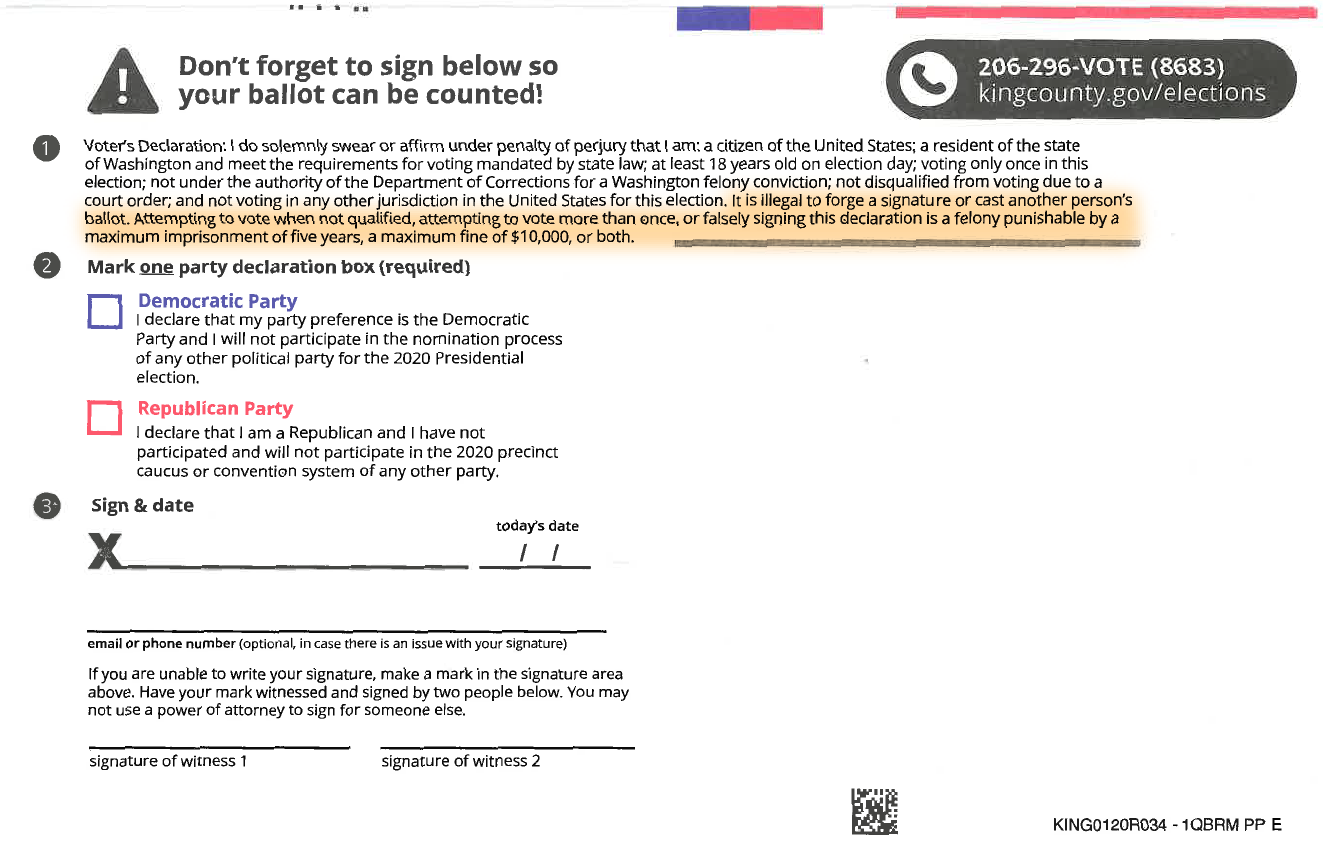 Don't forget to sign below so
your ballot can be counted!
206-296-VOTE (8683)
kingcounty.gov/elections
1
Voter's Declaration: I do solemnly swear or affirm under penalty of perjury that I am: a citizen of the United States; a resident of the state
of Washington and meet the requirements for voting mandated by state law; at least 18 years old on election day; voting only once in this
election; not under the authority of the Department of Corrections for a Washington felony conviction; not disqualified from voting due to a
court order; and not voting in any other jurisdiction in the United States for this election. It is illegal to forge a signature or cast another person's
ballot. Attempting to vote when not qualified, attempting to vote more than once, or falsely signing this declaration is a felony punishable by a
maximum imprisonment of five years, a maximum fine of $10,000, or both.
2
Mark one party declaration box (required)
Democratic Party
I declare that my party preference is the Democratic
Party and I will not participate in the nomination process
of any other political party for the 2020 Presidential
election.
Republican Party
I declare that I am a Republican and I have not
participated and will not participate in the 2020 precinct
caucus or convention system of any other party.
3
Sign & date
today's date
X
/ /
email or phone number (optional, in case there is an issue with your signature)
If you are unable to write your signature, make a mark in the signature area
above. Have your mark witnessed and signed by two people below. You may
not use a power of attorney to sign for someone else.
signature of witness 1
signature of witness 2
KING0120R034 - 1QBRM PP E